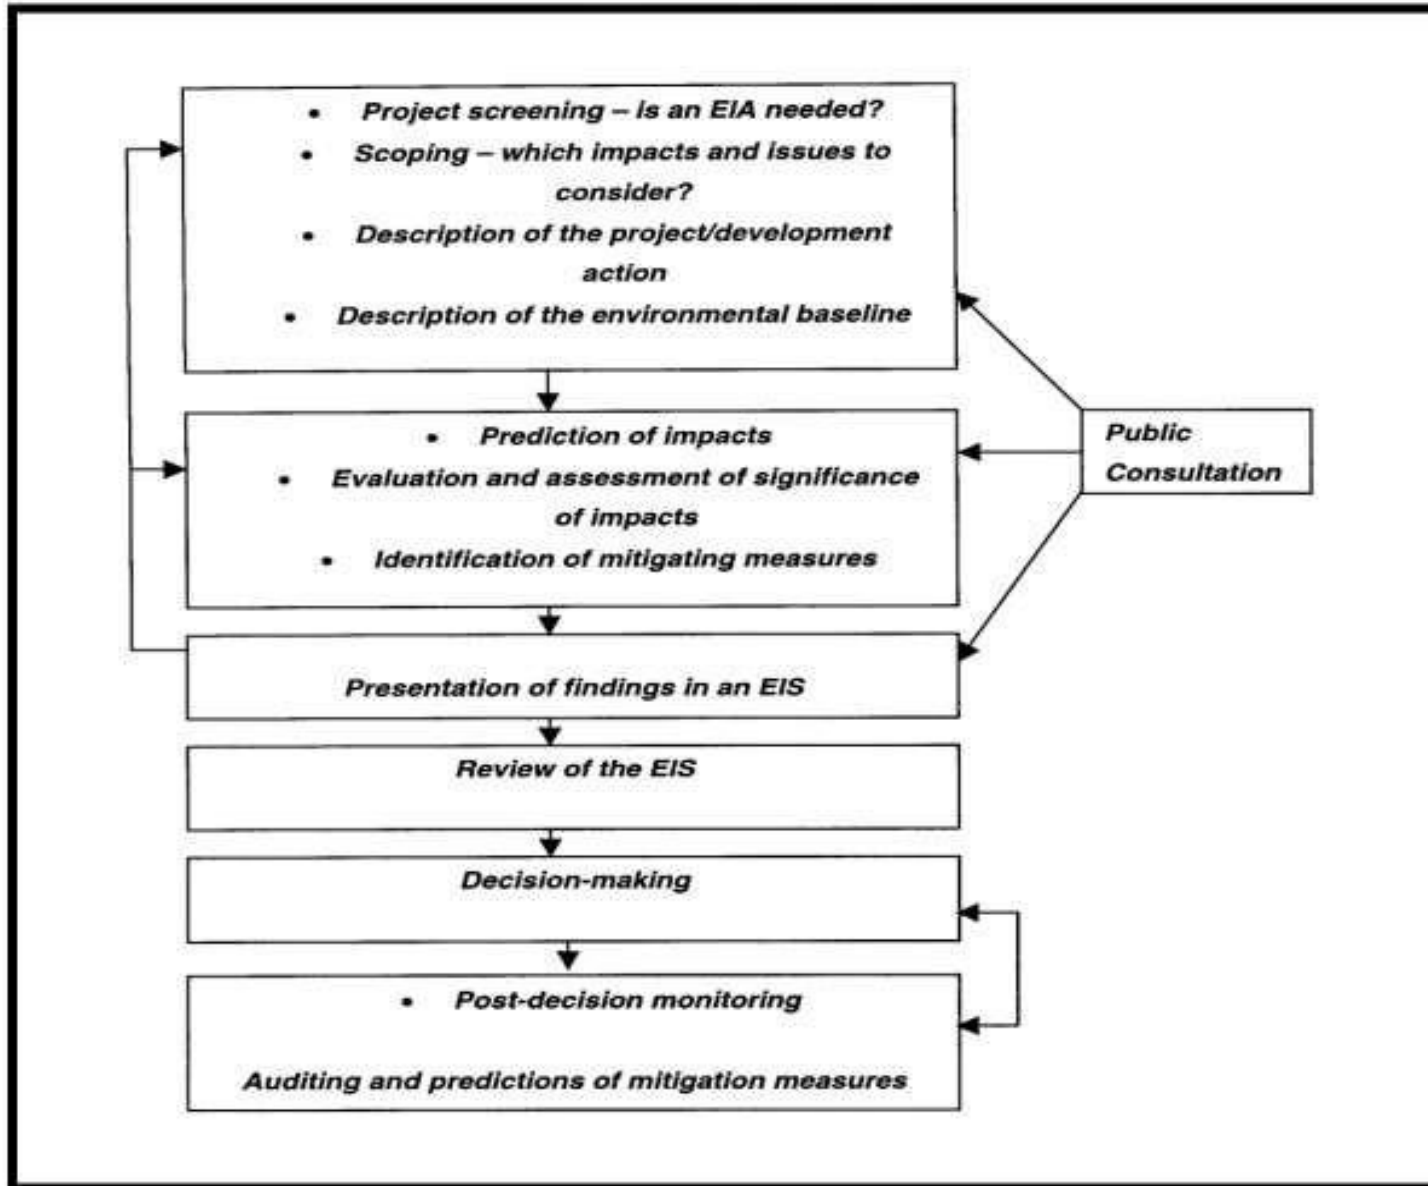 • Project screening – is an EIA needed?
• Scoping – which impacts and issues to
consider?
• Description of the project/development
action
• Description of the environmental baseline
• Prediction of impacts
• Evaluation and assessment of significance
of impacts
• Identification of mitigating measures
Public
Consultation
Presentation of findings in an EIS
Review of the EIS
Decision-making
• Post-decision monitoring
Auditing and predictions of mitigation measures